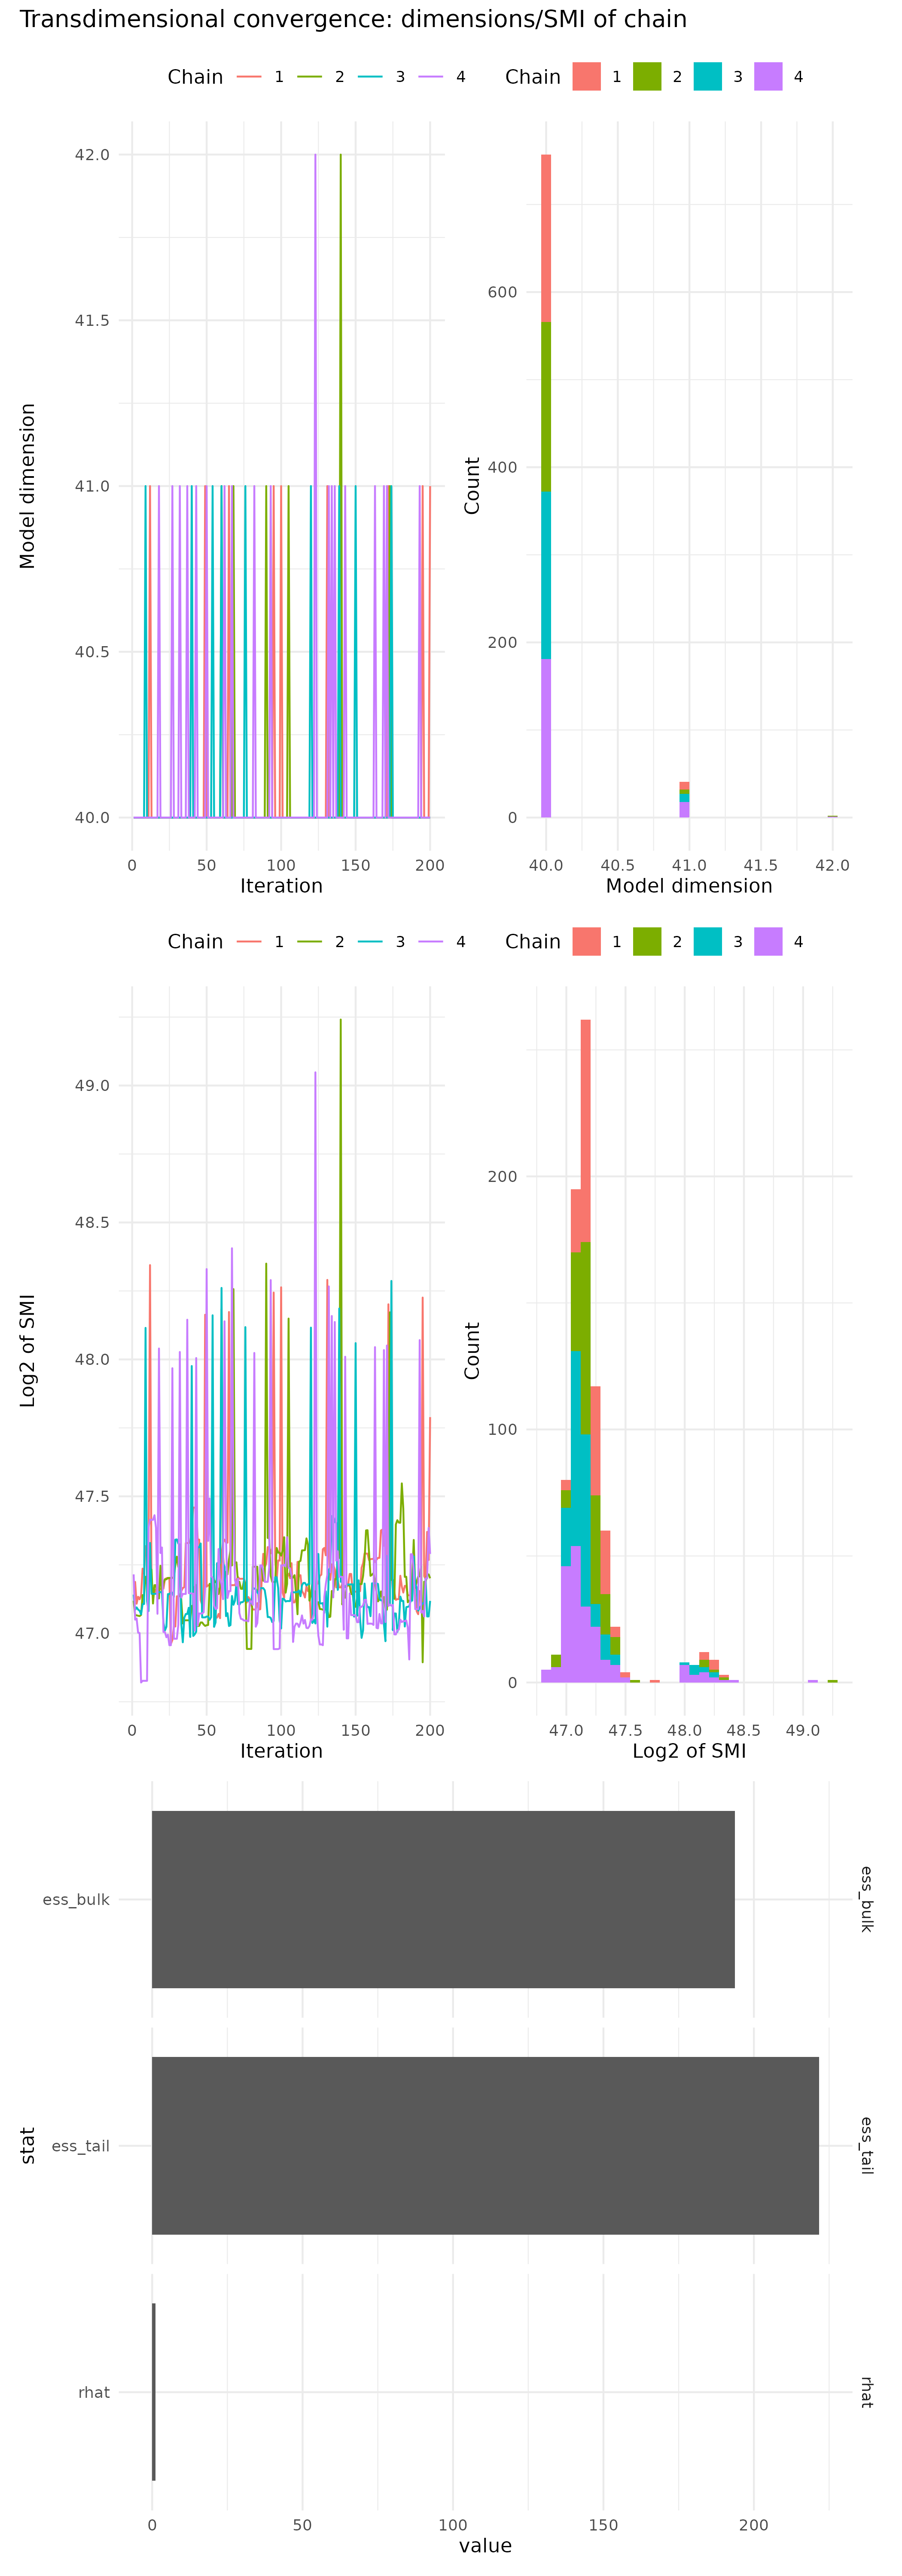 Transdimensional convergence: dimensions/SMI of chain
Chain 1 2 3 4
Chain 1 2 3 4
Model dimension
42.0
41.5
41.0
40.5
40.0
0 50 100 150 200
Iteration
Count
600
400
200
0
40.0 40.5 41.0 41.5 42.0
Model dimension
Chain 1 2 3 4
Chain 1 2 3 4
Log2 of SMI
49.0
48.5
48.0
47.5
47.0
0 50 100 150 200
Iteration
Count
200
100
0
47.0 47.5 48.0 48.5 49.0
Log2 of SMI
stat
ess_bulk
ess_bulk
ess_tail
ess_tail
rhat
rhat
0 50 100 150 200
value